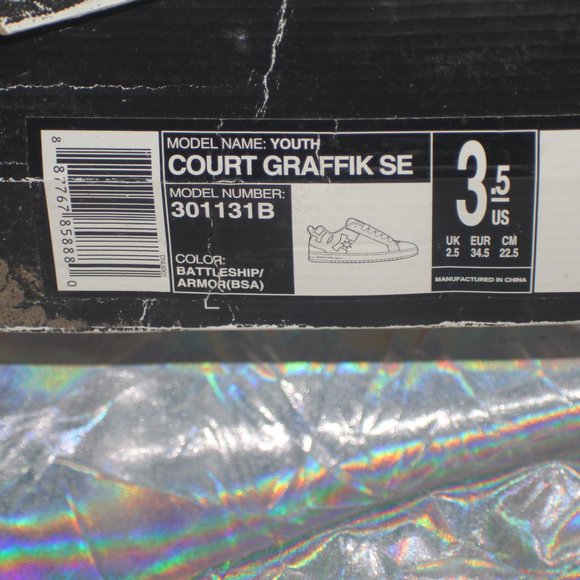 MODEL NAME: YOUTH
COURT GRAFFIK SE
MODEL NUMBER:
301131B
COLOR:
BATTLESHIP/
ARMOR(BSA)
3.5
US
UK EUR CM
2.5 34.5 22.5
MANUFACTURED IN CHINA